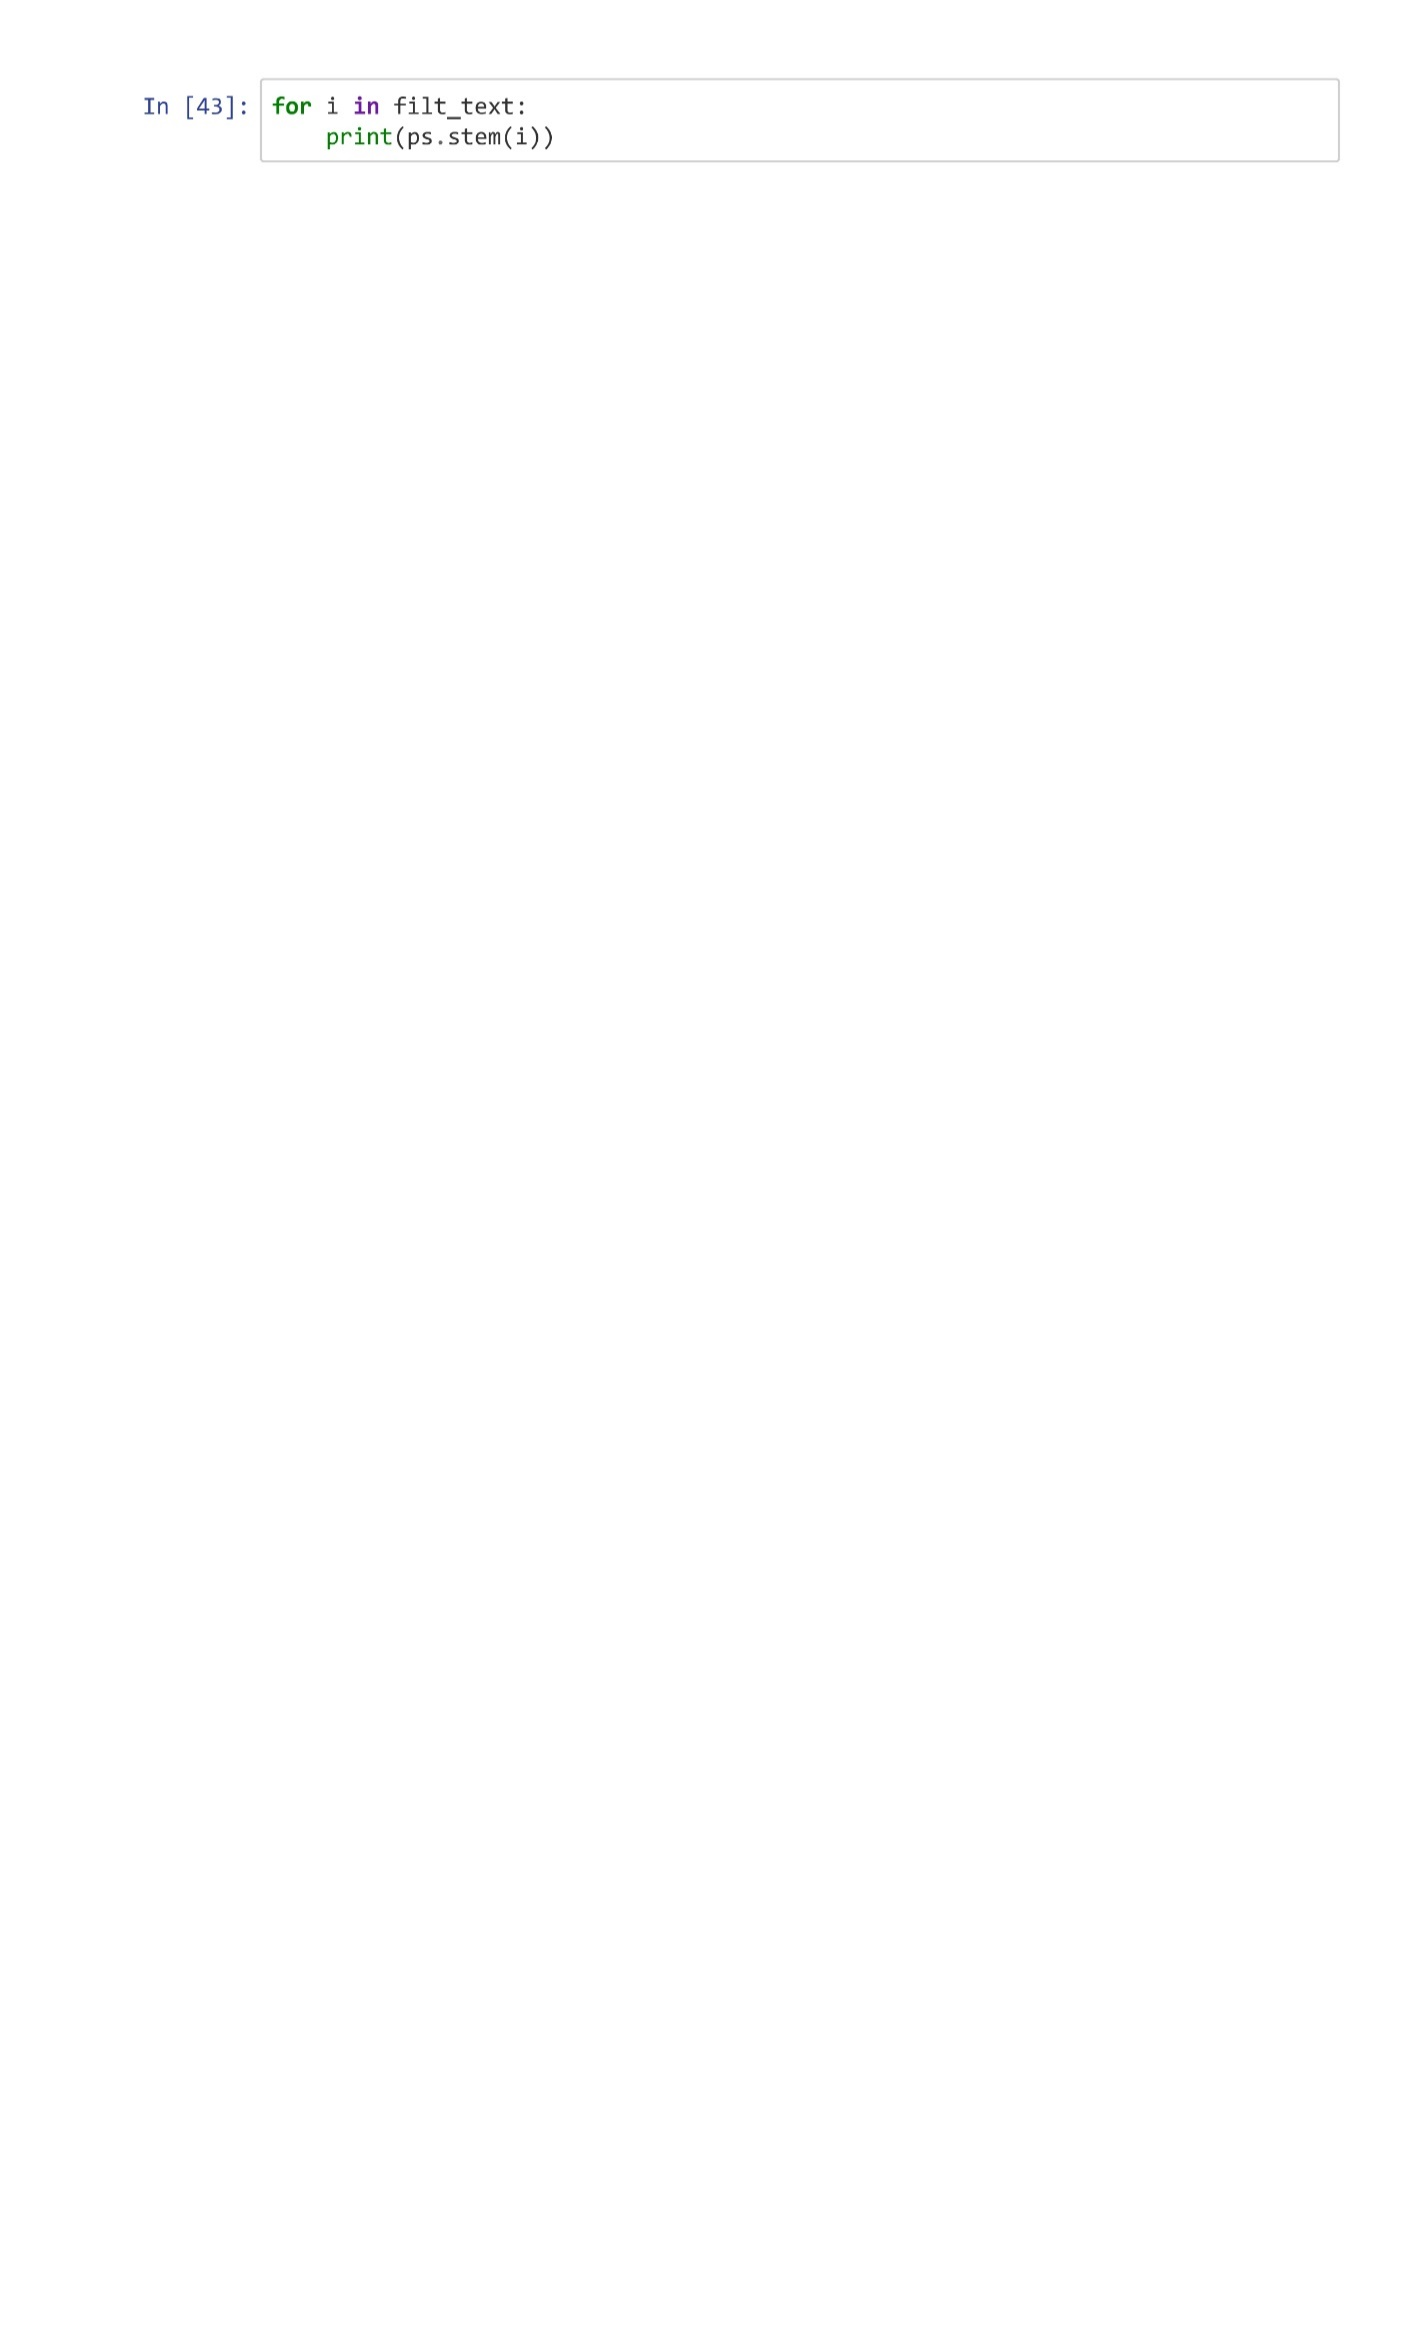 In [43]: for i in filt_text:
    print(ps.stem(i))